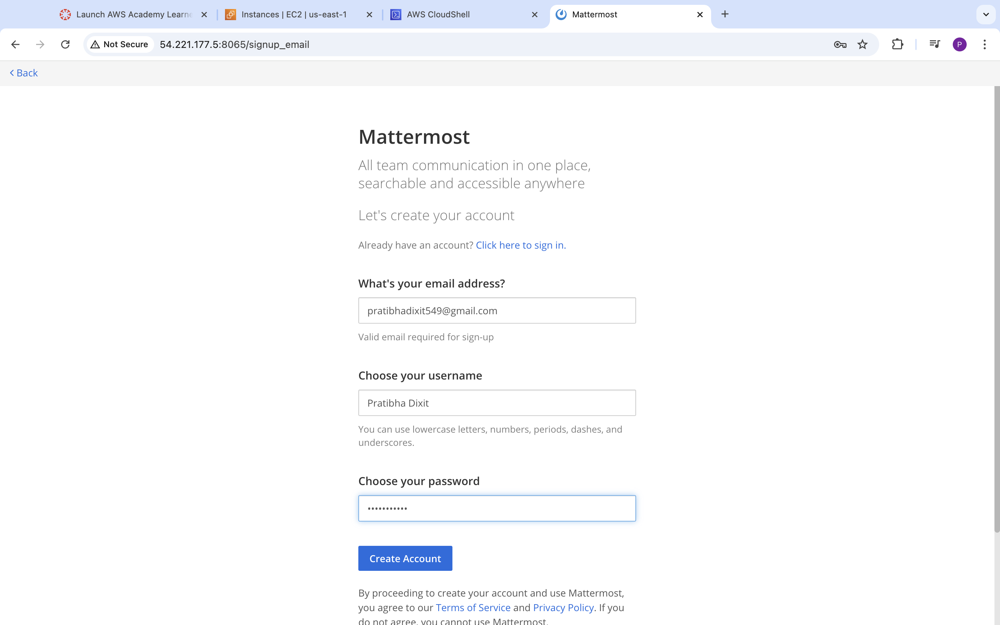 Launch AWS Academy Learne
Instances | EC2 | us-east-1
AWS CloudShell
Mattermost
Not Secure
54.221.177.5:8065/signup_email
P
Back
Mattermost
All team communication in one place,
searchable and accessible anywhere
Let's create your account
Already have an account? Click here to sign in.
What's your email address?
pratibhadixit549@gmail.com
Valid email required for sign-up
Choose your username
Pratibha Dixit
You can use lowercase letters, numbers, periods, dashes, and
underscores.
Choose your password
•••••••••••
Create Account
By proceeding to create your account and use Mattermost,
you agree to our Terms of Service and Privacy Policy. If you
do not agree, you cannot use Mattermost.